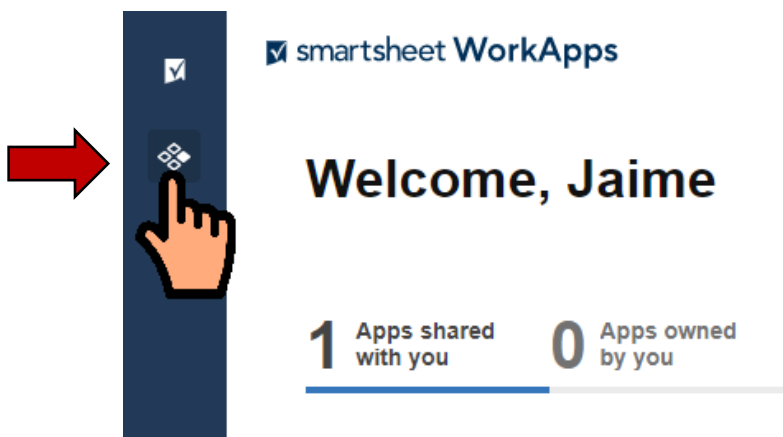 smartsheet WorkApps
Welcome, Jaime
1 Apps shared with you
0 Apps owned by you